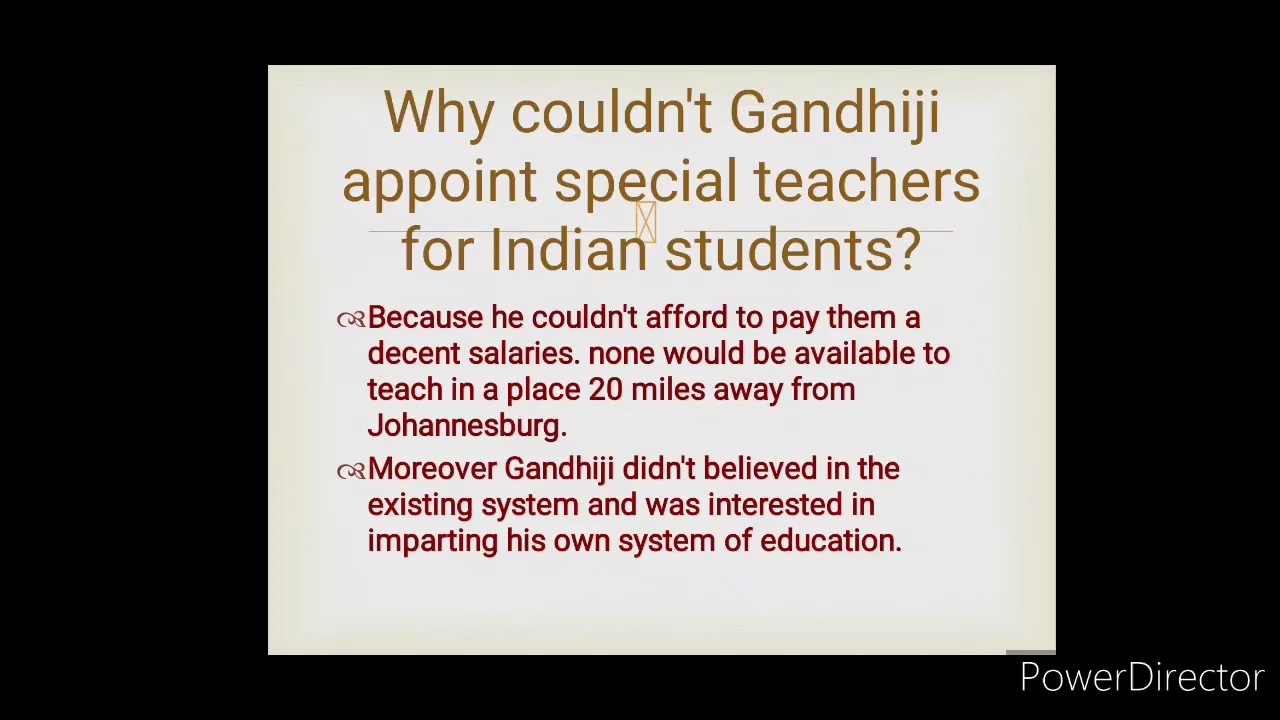 Why couldn't Gandhiji
appoint special teachers
for Indian students?
Because he couldn't afford to pay them a
decent salaries. none would be available to
teach in a place 20 miles away from
Johannesburg.
Moreover Gandhiji didn't believed in the
existing system and was interested in
imparting his own system of education.
PowerDirector